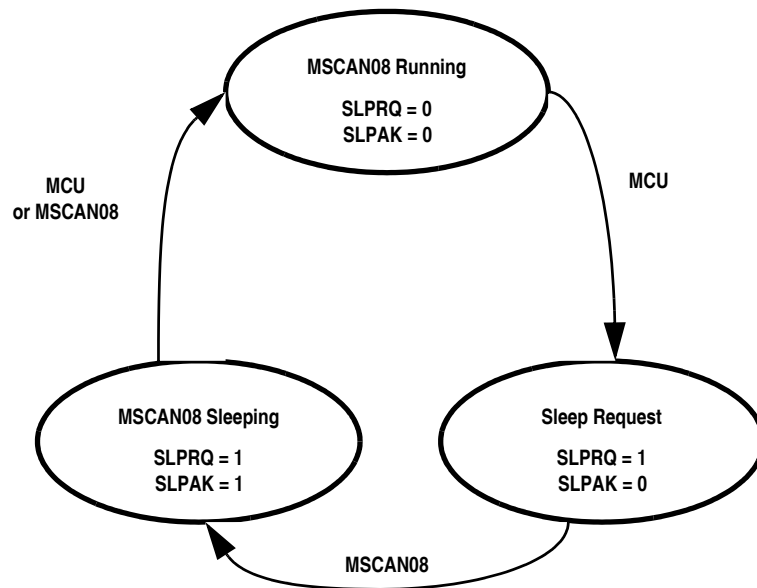 MSCAN08 Running
SLPRQ = 0
SLPAK = 0
MCU
or MSCAN08
MCU
MSCAN08 Sleeping
SLPRQ = 1
SLPAK = 1
Sleep Request
SLPRQ = 1
SLPAK = 0
MSCAN08